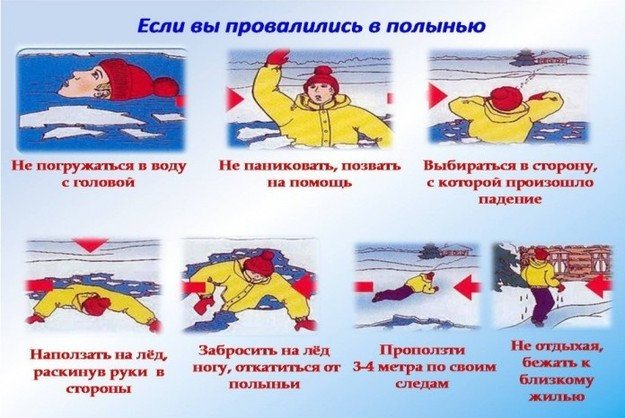 Если вы провалились в полынью
Не погружаться в воду
с головой
Не паниковать, позвать
на помощь
Выбираться в сторону,
с которой произошло
падение
Наползать на лёд,
раскинув руки в
стороны
Забросить на лёд
ногу, откатиться от
полыньи
Проползти
3-4 метра по своим
следам
Не отдыхая,
бежать к
близкому
жилью